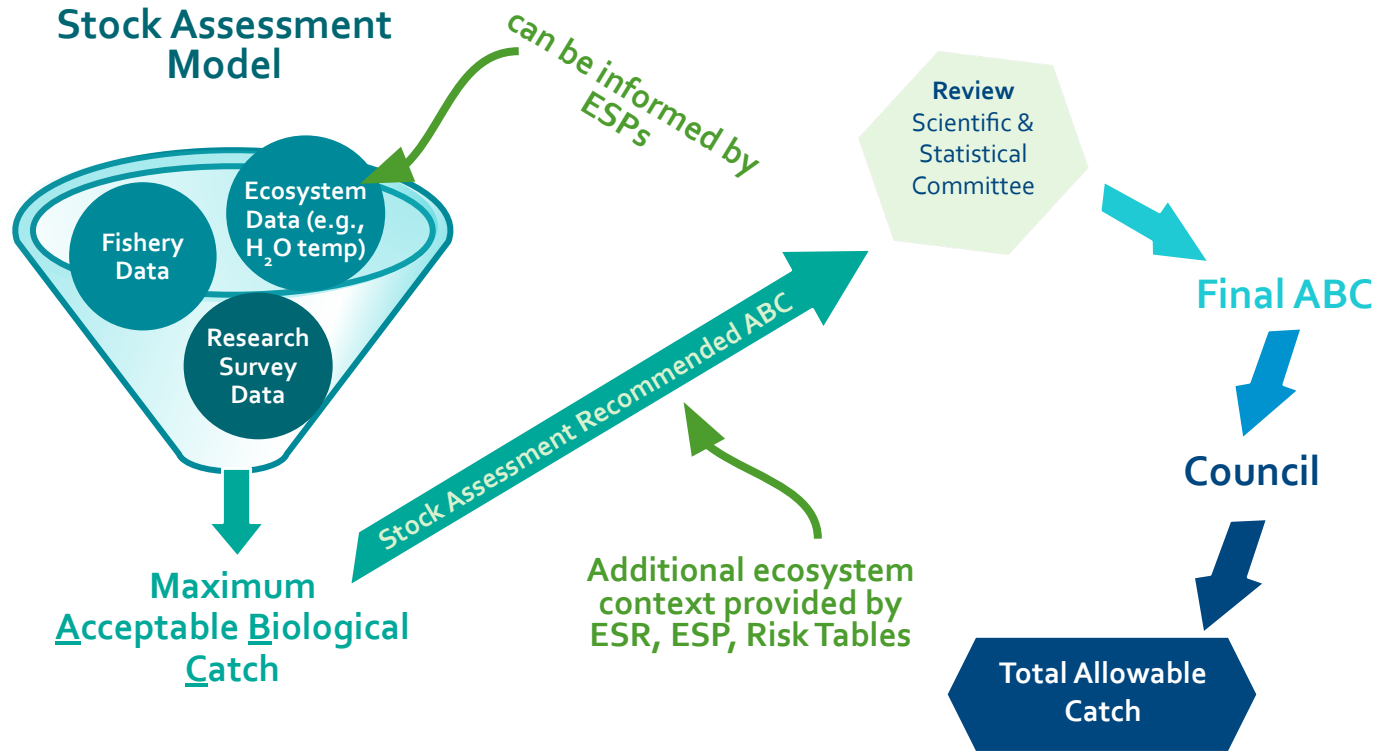 Stock Assessment
Model
can be informed by
ESPs
Review
Scientific &
Statistical
Committee
Ecosystem
Data (e.g.,
H₂O temp)
Fishery
Data
Research
Survey
Data
Stock Assessment Recommended ABC
Final ABC
Council
Maximum
Acceptable Biological
Catch
Additional ecosystem
context provided by
ESR, ESP, Risk Tables
Total Allowable
Catch